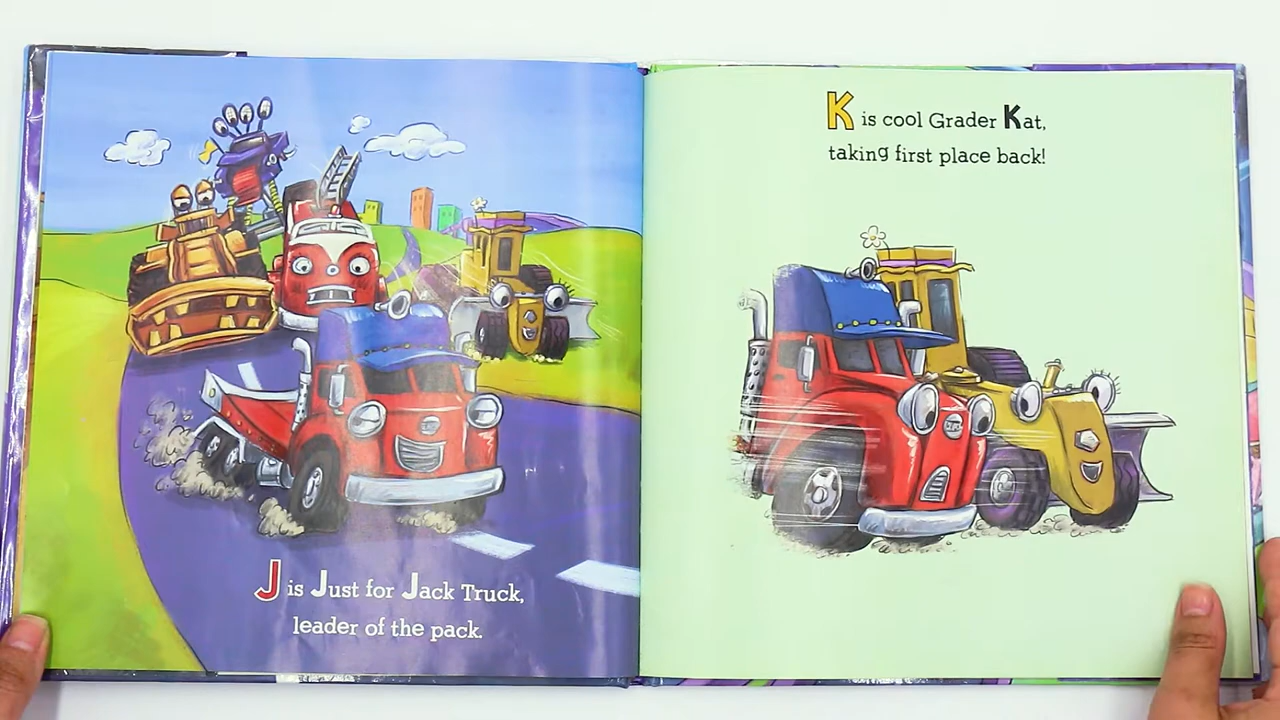 J is Just for Jack Truck,
leader of the pack.
K is cool Grader Kat,
taking first place back!